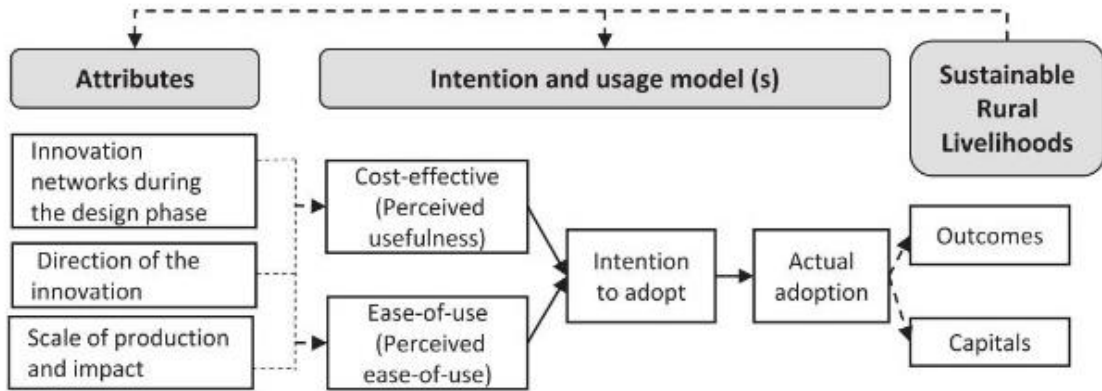 Attributes
Intention and usage model (s)
Sustainable
Rural
Livelihoods
Innovation
networks during
the design phase
Direction of the
innovation
Scale of production
and impact
Cost-effective
(Perceived
usefulness)
Ease-of-use
(Perceived
ease-of-use)
Intention
to adopt
Actual
adoption
Outcomes
Capitals